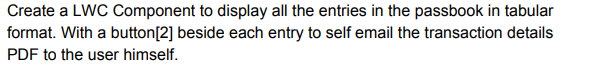 Create a LWC Component to display all the entries in the passbook in tabular
format. With a button[2] beside each entry to self email the transaction details
PDF to the user himself.